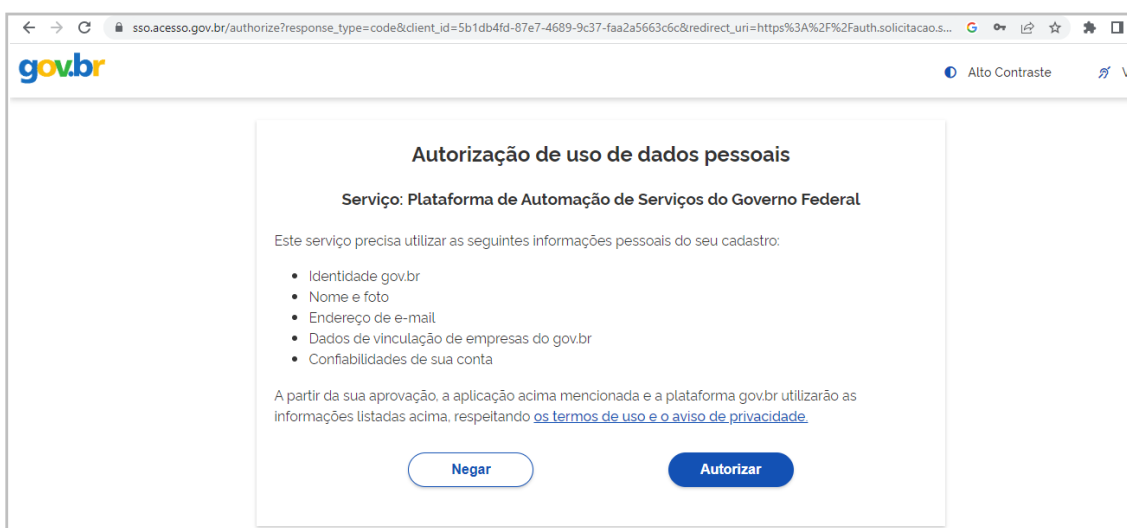 sso.acesso.gov.br/authorize?response_type=code&client_id=5b1db4fd-87e7-4689-9c37-faa2a5663c6c&redirect_uri=https%3A%2F%2Fauth.solicitacao.s...
gov.br
Alto Contraste
V
Autorização de uso de dados pessoais
Serviço: Plataforma de Automação de Serviços do Governo Federal
Este serviço precisa utilizar as seguintes informações pessoais do seu cadastro:
• Identidade gov.br
• Nome e foto
• Endereço de e-mail
• Dados de vinculação de empresas do gov.br
• Confiabilidades de sua conta
A partir da sua aprovação, a aplicação acima mencionada e a plataforma gov.br utilizarão as
informações listadas acima, respeitando os termos de uso e o aviso de privacidade.
Negar
Autorizar